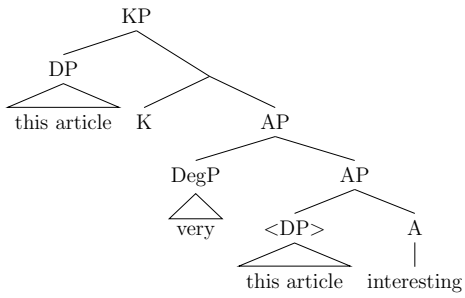 KP
DP
this article K AP
DegP AP
very <DP> A
this article interesting